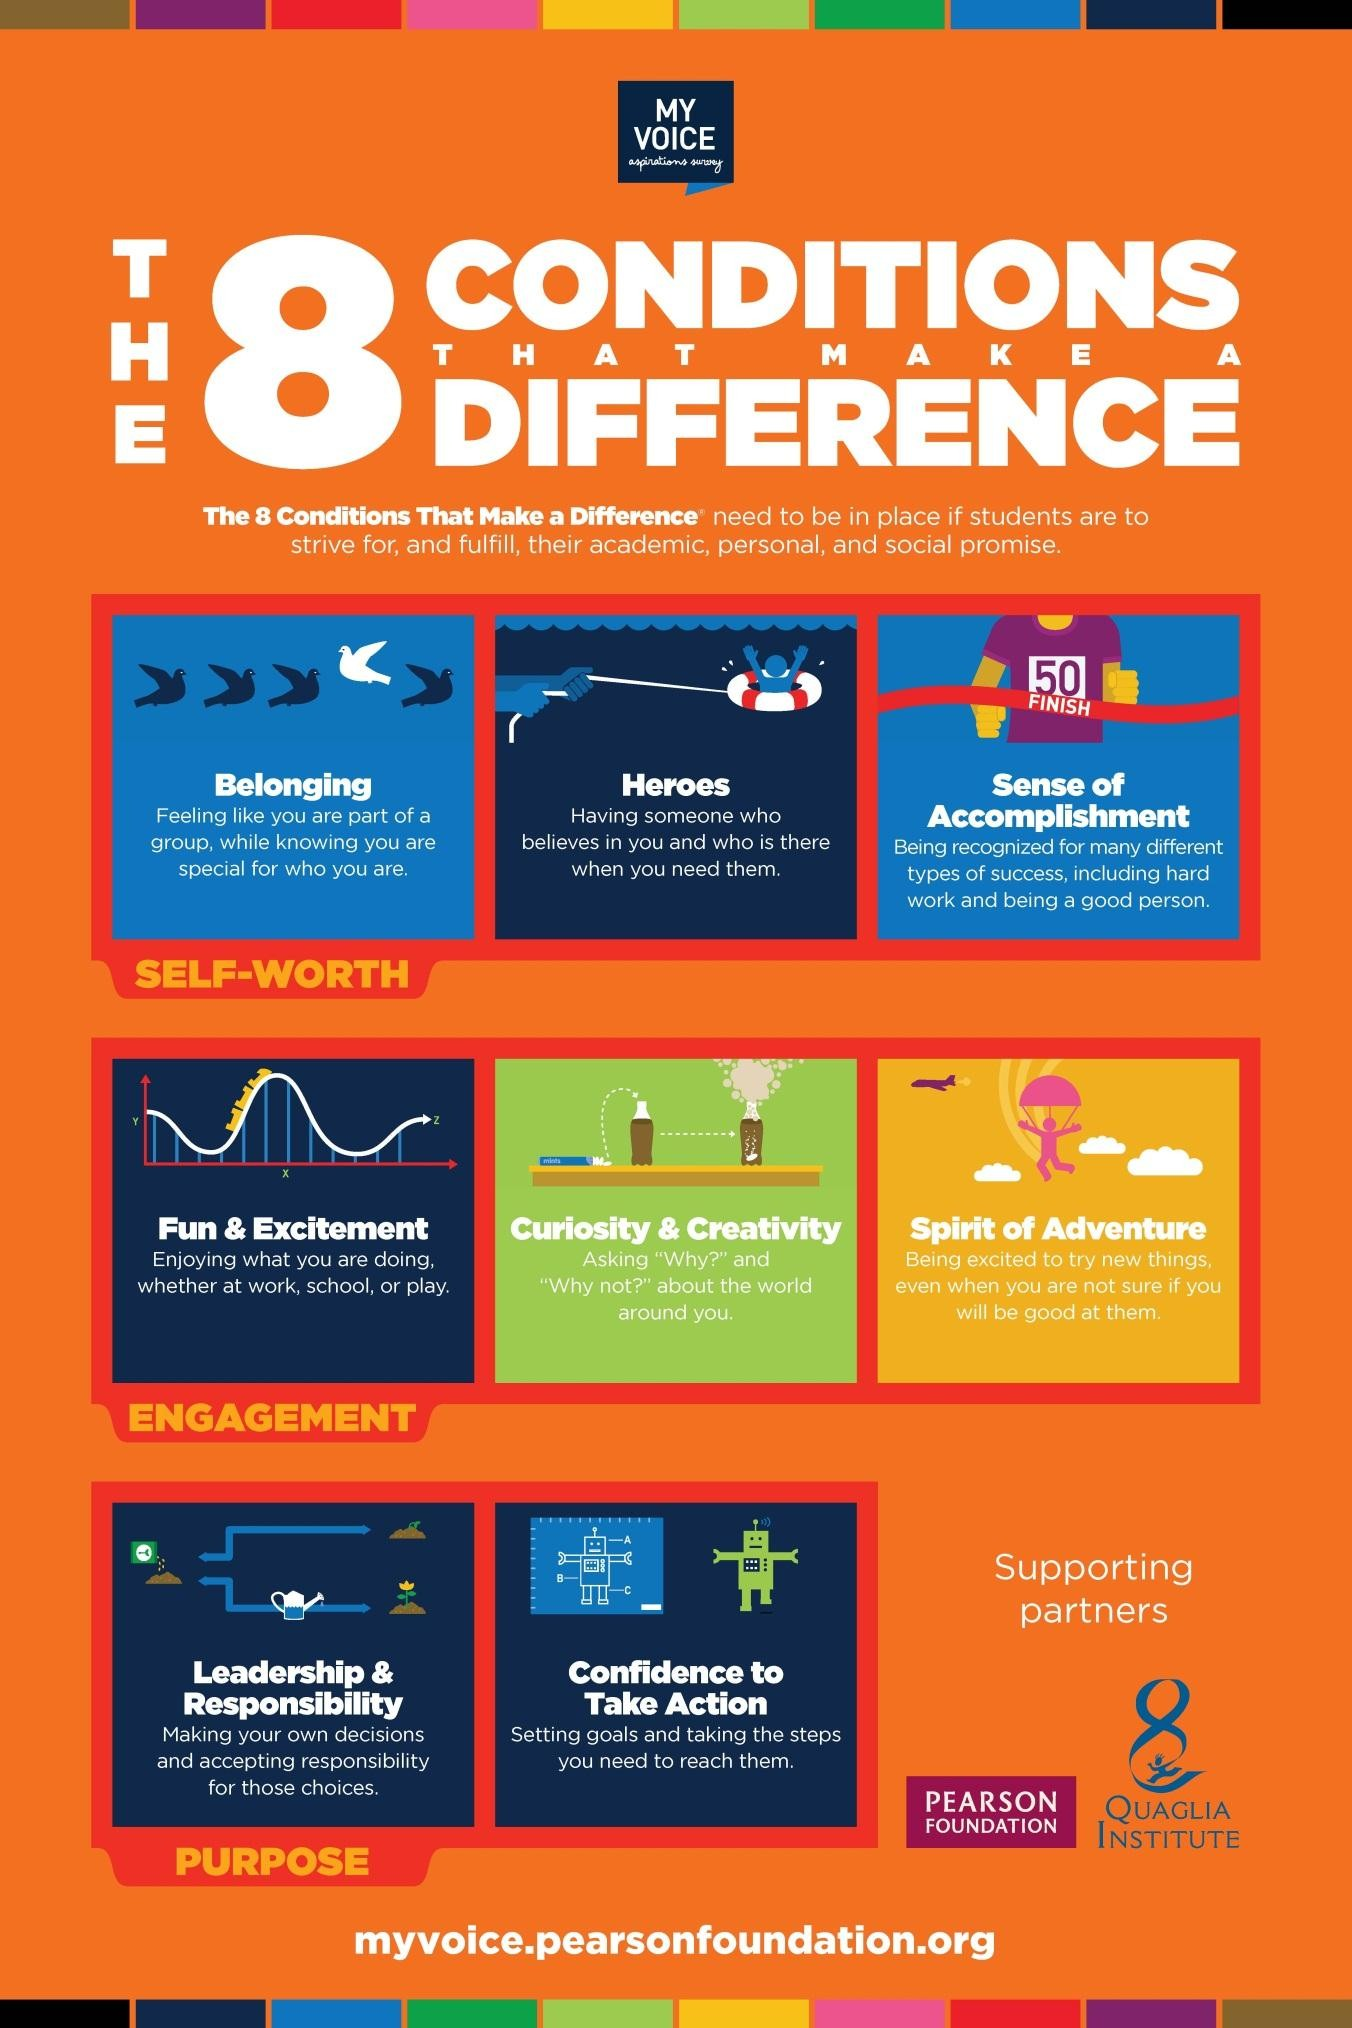 MY
VOICE
aspirations survey
THE 8 CONDITIONS
THAT MAKE A
DIFFERENCE
The 8 Conditions That Make a Difference® need to be in place if students are to
strive for, and fulfill, their academic, personal, and social promise.
50
FINISH
Belonging
Feeling like you are part of a
group, while knowing you are
special for who you are.
Heroes
Having someone who
believes in you and who is there
when you need them.
Sense of
Accomplishment
Being recognized for many different
types of success, including hard
work and being a good person.
SELF-WORTH
Y
Z
X
mints
Fun & Excitement
Enjoying what you are doing,
whether at work, school, or play.
Curiosity & Creativity
Asking “Why?” and
“Why not?” about the world
around you.
Spirit of Adventure
Being excited to try new things,
even when you are not sure if you
will be good at them.
ENGAGEMENT
A
B
C
Leadership &
Responsibility
Making your own decisions
and accepting responsibility
for those choices.
Confidence to
Take Action
Setting goals and taking the steps
you need to reach them.
PURPOSE
Supporting
partners
PEARSON
FOUNDATION
8
QUAGLIA
INSTITUTE
myvoice.pearsonfoundation.org